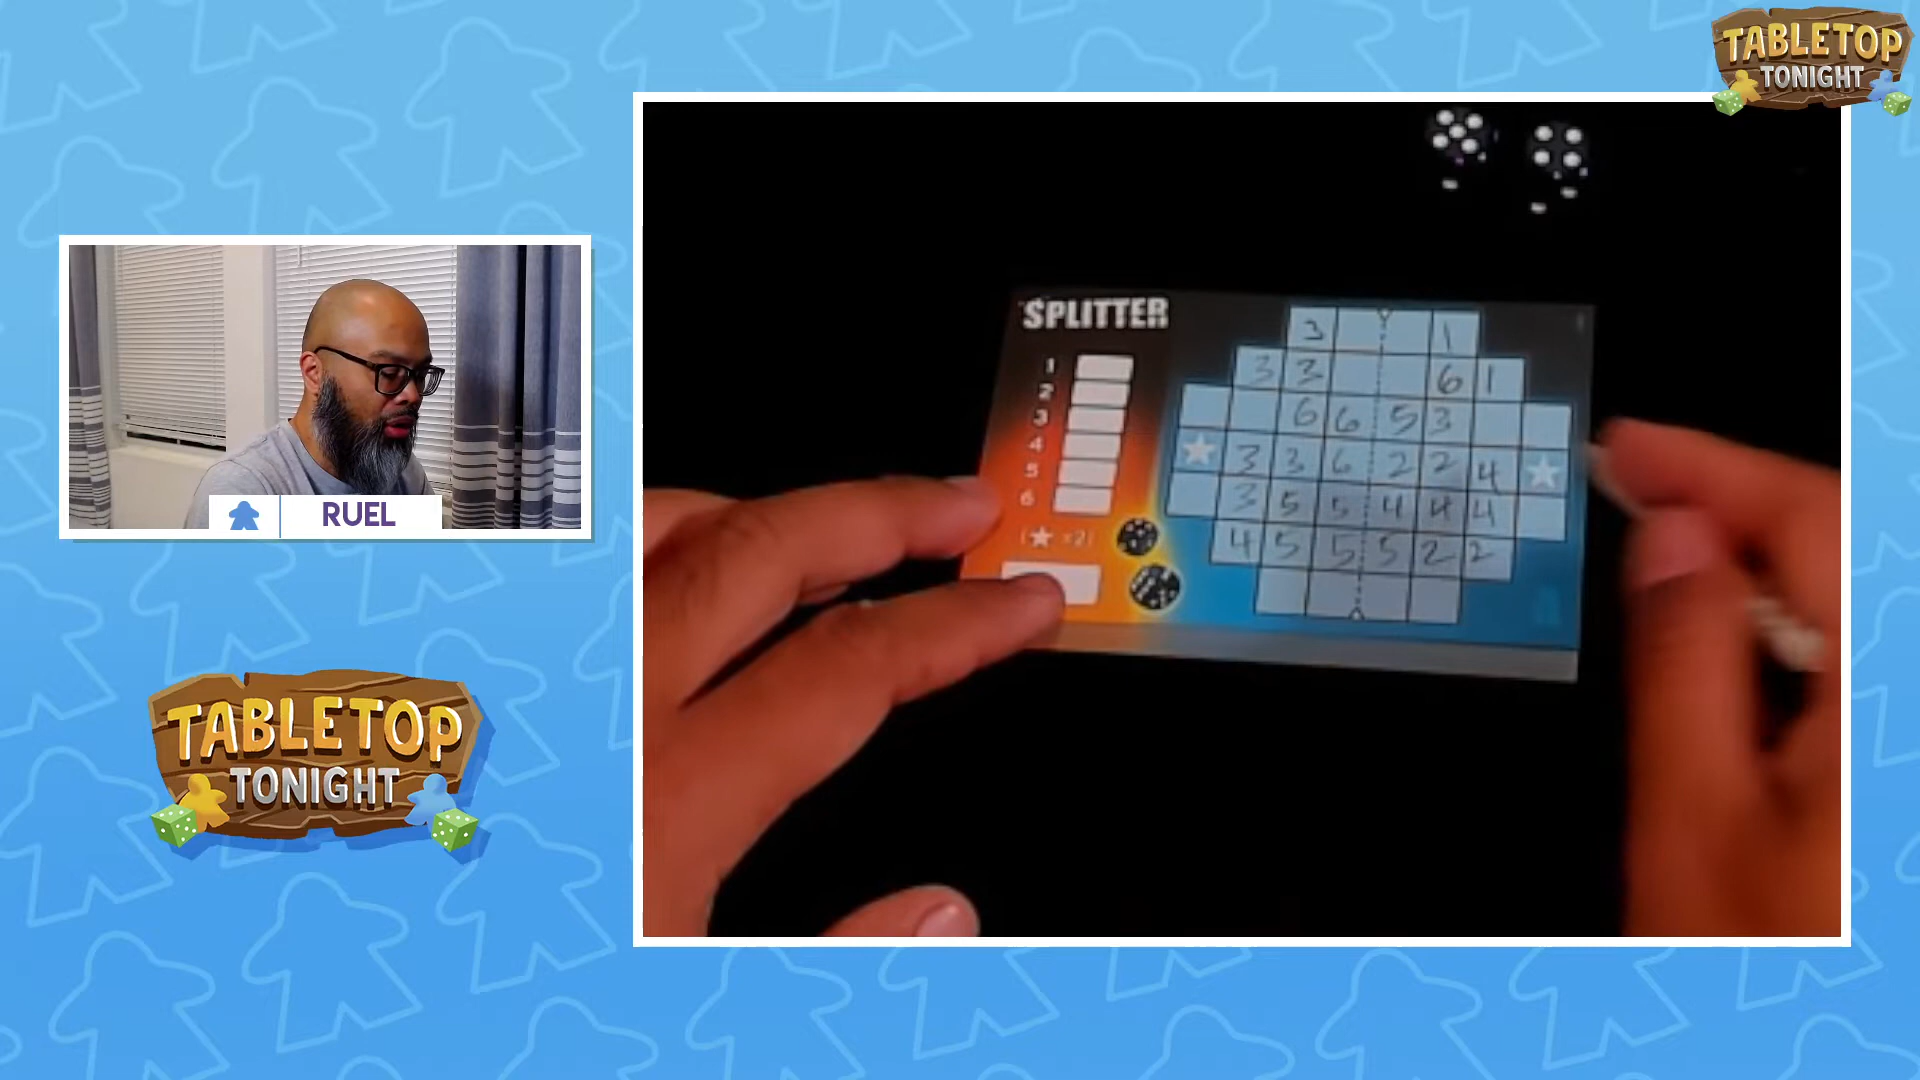 TABLETOP
TONIGHT
SPLITTER
3 1
1
3 3 6 1
2
3
6 6 5 3
4
3 3 6 2 2 4
5
6
3 5 5 4 4 4
(★ ×2)
4 5 5 5 2 2
RUEL
TABLETOP
TONIGHT